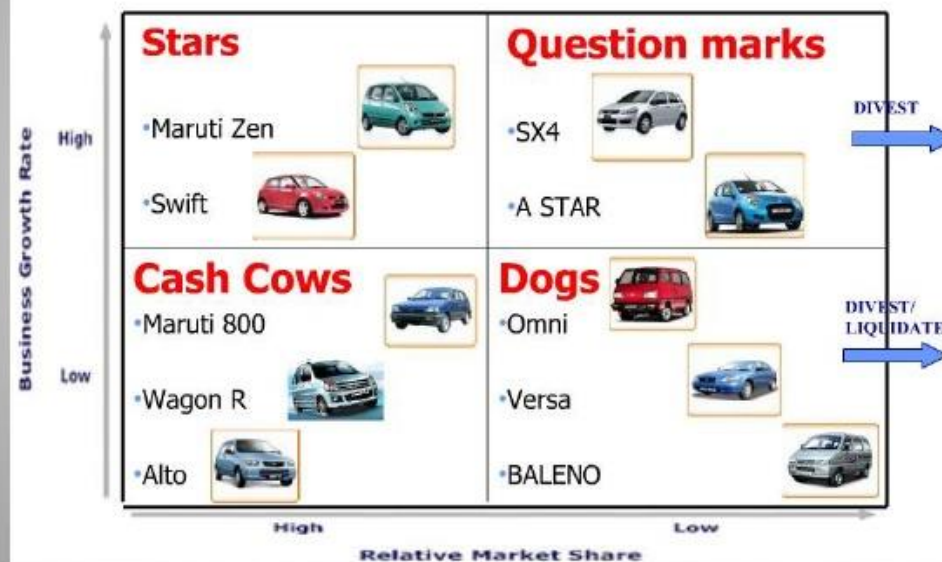 Stars
•Maruti Zen
•Swift
Question marks
•SX4
•A STAR
DIVEST
Cash Cows
•Maruti 800
•Wagon R
•Alto
Dogs
•Omni
•Versa
•BALENO
DIVEST/
LIQUIDATE
Business Growth Rate
High
Low
High
Low
Relative Market Share